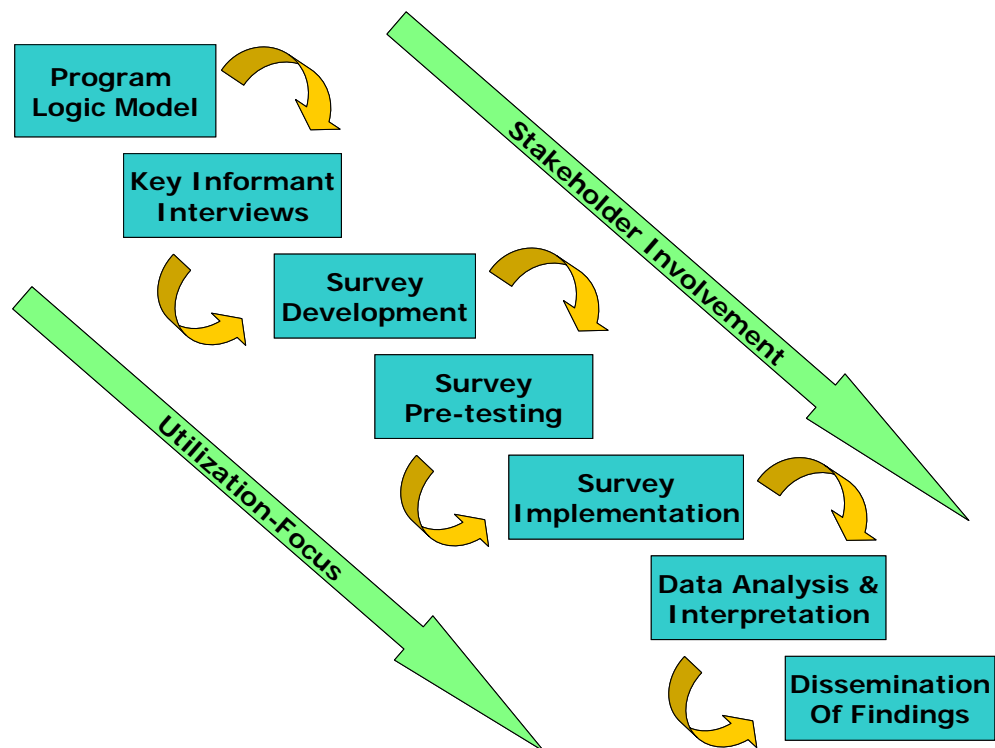 Program
Logic Model
Key Informant
Interviews
Survey
Development
Survey
Pre-testing
Survey
Implementation
Data Analysis &
Interpretation
Dissemination
Of Findings
Stakeholder Involvement
Utilization-Focus